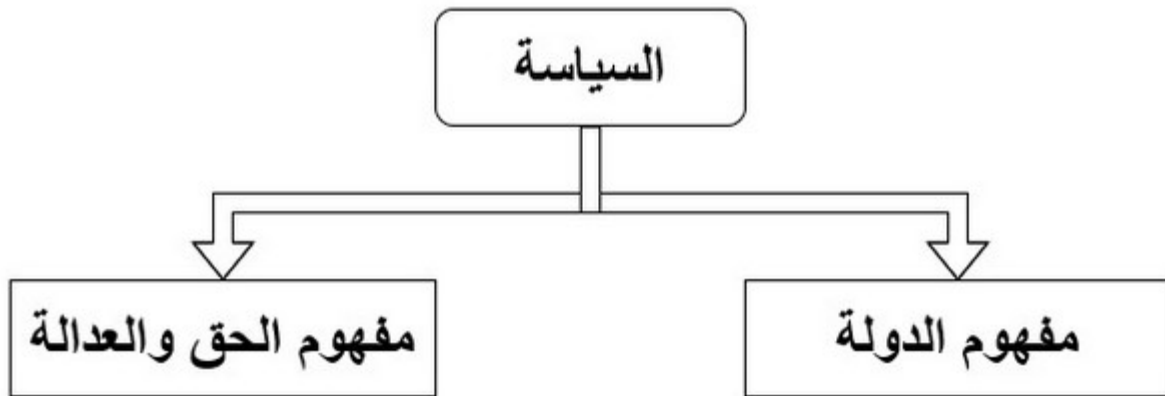 السياسة
مفهوم الدولة
مفهوم الحق والعدالة